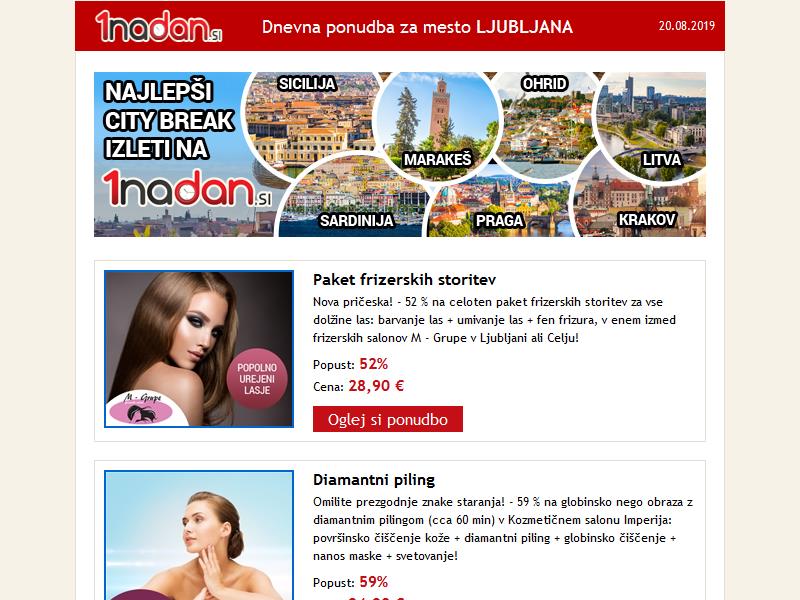 1nadan.si
Dnevna ponudba za mesto LJUBLJANA
20.08.2019
NAJLEPŠI
CITY BREAK
IZLETI NA
1nadan.si
SICILIJA
MARAKEŠ
OHRID
LITVA
SARDINIJA
PRAGA
KRAKOV
POPOLNO
UREJENI
LASJE
M - Grupe
Paket frizerskih storitev
Nova pričeska! - 52 % na celoten paket frizerskih storitev za vse
dolžine las: barvanje las + umivanje las + fen frizura, v enem izmed
frizerskih salonov M - Grupe v Ljubljani ali Celju!
Popust: 52%
Cena: 28,90 €
Oglej si ponudbo
Diamantni piling
Omilite prezgodnje znake staranja! - 59 % na globinsko nego obraza z
diamantnim pilingom (cca 60 min) v Kozmetičnem salonu Imperija:
površinsko čiščenje kože + diamantni piling + globinsko čiščenje +
nanos maske + svetovanje!
Popust: 59%